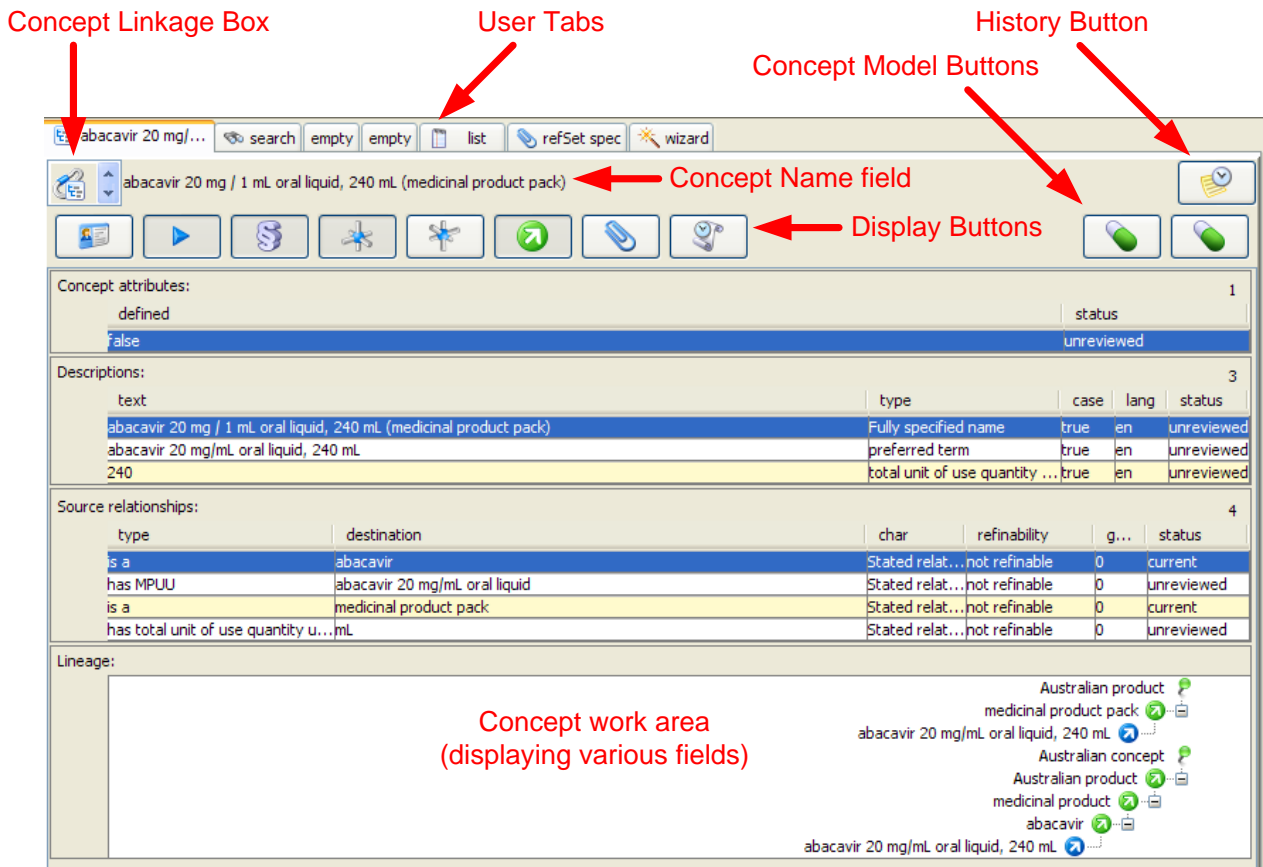 Concept Linkage Box
User Tabs
History Button
Concept Model Buttons
abacavir 20 mg/... search empty empty list refSet spec wizard
abacavir 20 mg / 1 mL oral liquid, 240 mL (medicinal product pack) Concept Name field
Display Buttons
Concept attributes: 1
defined status
false unreviewed
Descriptions: 3
text type case lang status
abacavir 20 mg / 1 mL oral liquid, 240 mL (medicinal product pack) Fully specified name true en unreviewed
abacavir 20 mg/mL oral liquid, 240 mL preferred term true en unreviewed
240 total unit of use quantity ... true en unreviewed
Source relationships: 4
type destination char refinability g... status
is a abacavir Stated relat... not refinable 0 current
has MPUU abacavir 20 mg/mL oral liquid Stated relat... not refinable 0 unreviewed
is a medicinal product pack Stated relat... not refinable 0 current
has total unit of use quantity u... mL Stated relat... not refinable 0 unreviewed
Lineage:
Australian product
medicinal product pack
abacavir 20 mg/mL oral liquid, 240 mL
Australian concept
Australian product
medicinal product
abacavir
abacavir 20 mg/mL oral liquid, 240 mL
Concept work area
(displaying various fields)